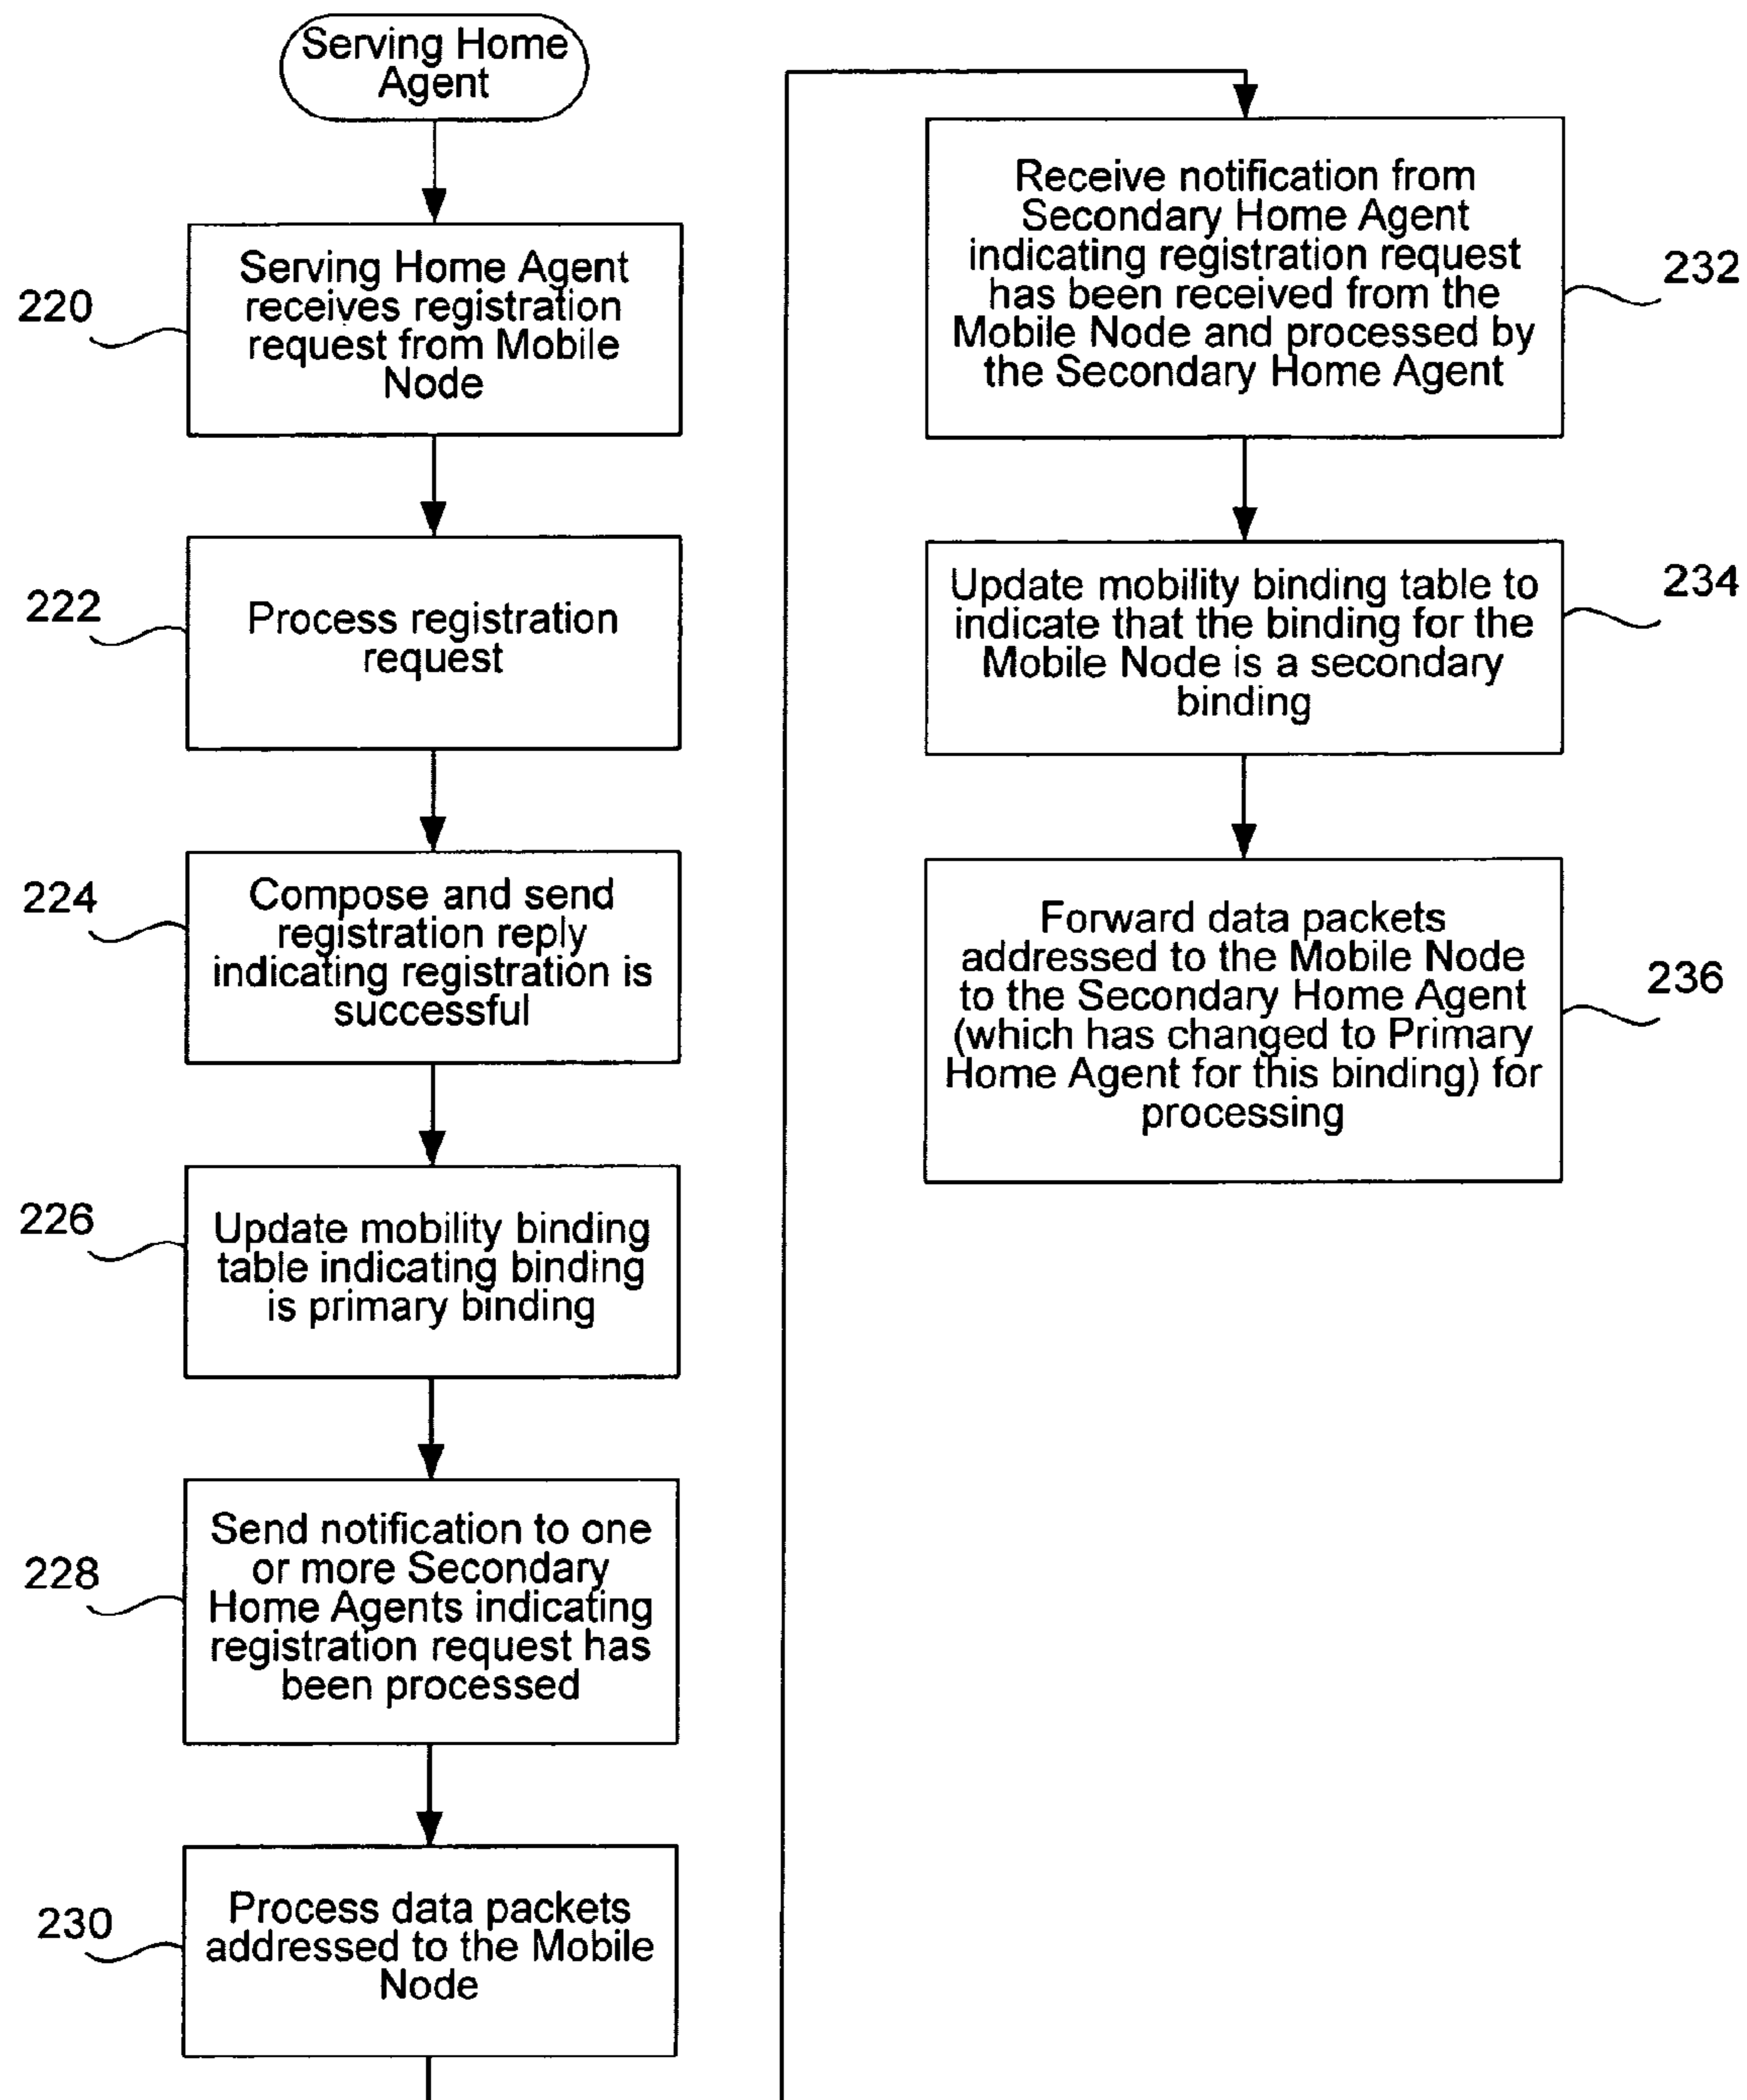 Serving Home
Agent
220
Serving Home Agent
receives registration
request from Mobile
Node
222
Process registration
request
224
Compose and send
registration reply
indicating registration is
successful
226
Update mobility binding
table indicating binding
is primary binding
228
Send notification to one
or more Secondary
Home Agents indicating
registration request has
been processed
230
Process data packets
addressed to the Mobile
Node
Receive notification from
Secondary Home Agent
indicating registration request
has been received from the
Mobile Node and processed by
the Secondary Home Agent
232
Update mobility binding table to
indicate that the binding for the
Mobile Node is a secondary
binding
234
Forward data packets
addressed to the Mobile Node
to the Secondary Home Agent
(which has changed to Primary
Home Agent for this binding) for
processing
236